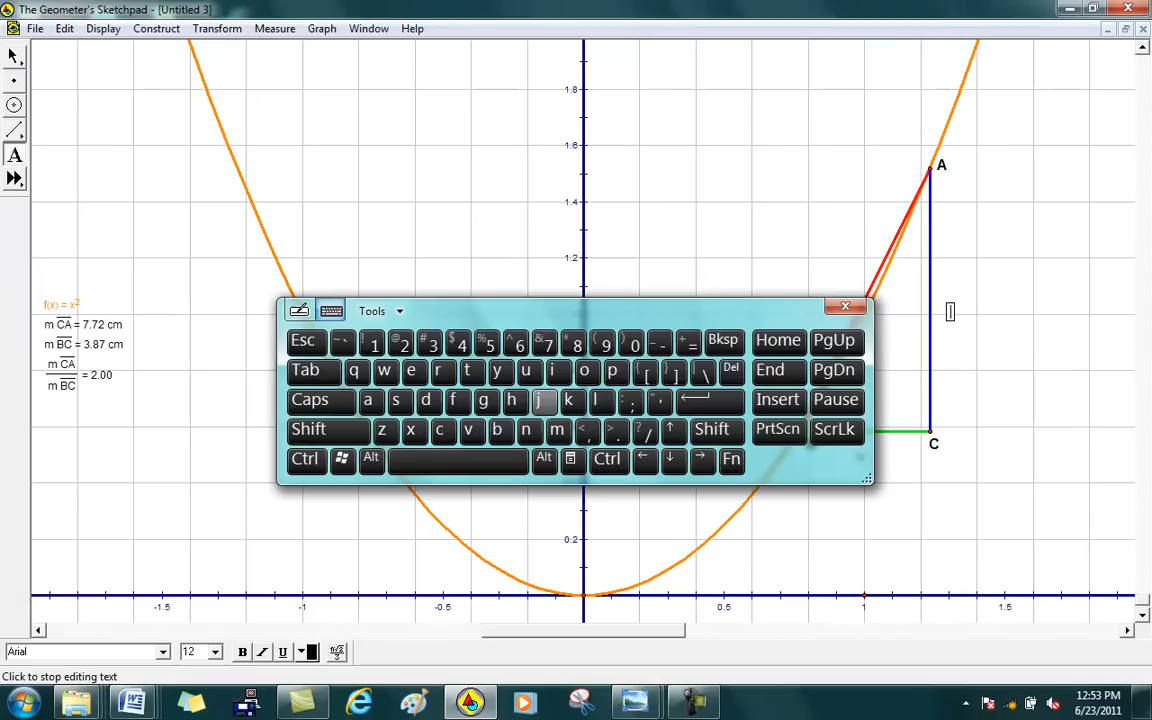 The Geometer's Sketchpad - [Untitled 3]
File Edit Display Construct Transform Measure Graph Window Help
1.8
1.6
A
1.4
1.2
f(x) = x²
m CA = 7.72 cm
m BC = 3.87 cm
m CA
m BC
= 2.00
Tools
Esc ~ ` ! 1 @ 2 # 3 $ 4 % 5 ^ 6 & 7 * 8 ( 9 ) 0 _ - + = Bksp Home PgUp
Tab q w e r t y u i o p { [ } ] | \ Del End PgDn
Caps a s d f g h j k l : ; " ' Insert Pause
Shift z x c v b n m < , > . ? / ↑ Shift PrtScn ScrLk
Ctrl Alt Alt Ctrl ← ↓ → Fn
C
0.2
-1.5 -1 -0.5 0.5 1 1.5
Arial 12 B I U
Click to stop editing text
12:53 PM
6/23/2011